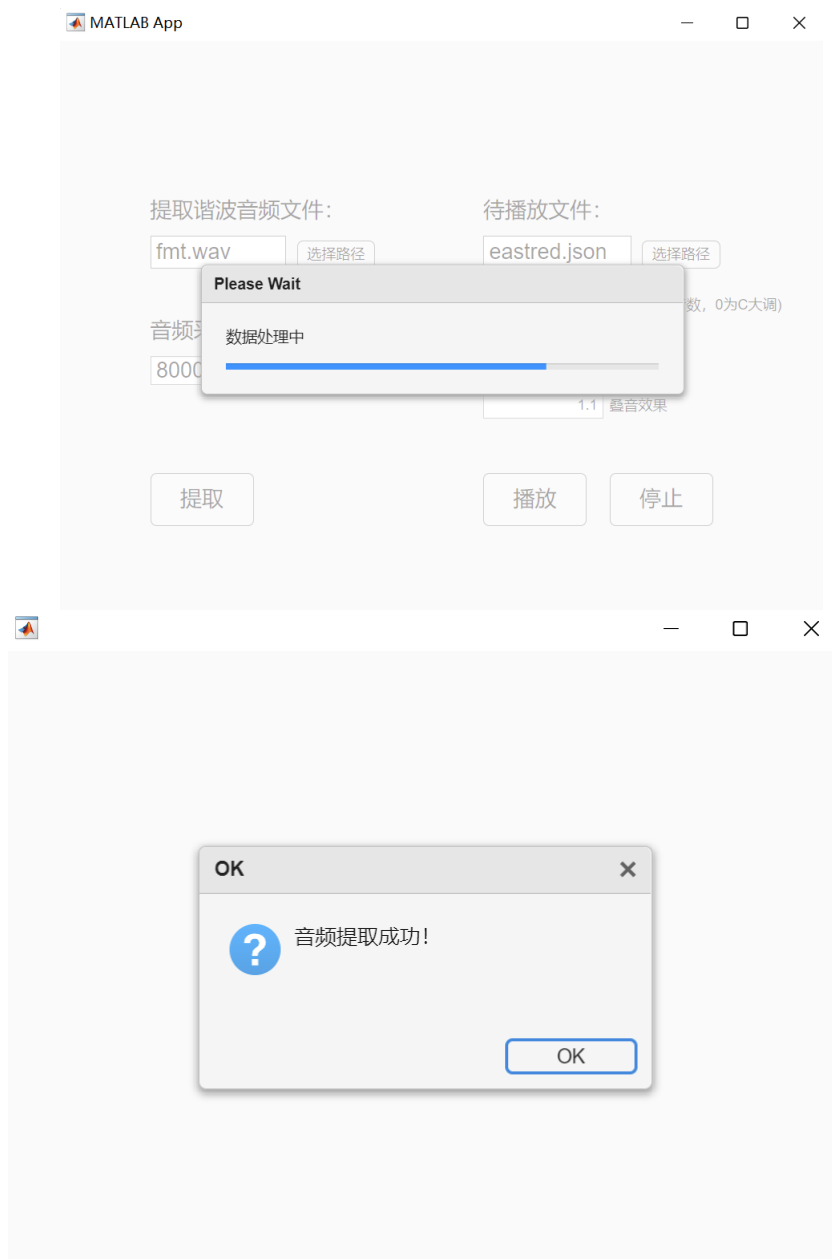 MATLAB App
提取谐波音频文件:
待播放文件:
fmt.wav
选择路径
eastred.json
选择路径
Please Wait
数据处理中
数，0为C大调)
音频
8000
1.1 叠音效果
提取
播放
停止
OK
音频提取成功!
OK